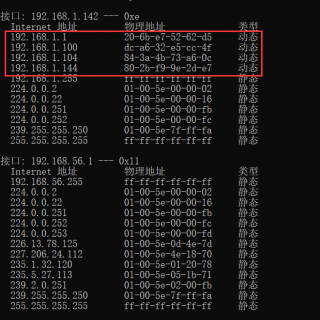 接口: 192.168.1.142 --- 0xe
Internet 地址 物理地址 类型
192.168.1.1 20-6b-e7-52-62-d5 动态
192.168.1.100 dc-a6-32-e5-cc-4f 动态
192.168.1.104 84-3a-4b-73-a6-0c 动态
192.168.1.144 80-2b-f9-9e-2d-e7 动态
192.168.1.255 ff-ff-ff-ff-ff-ff 静态
224.0.0.2 01-00-5e-00-00-02 静态
224.0.0.22 01-00-5e-00-00-16 静态
224.0.0.251 01-00-5e-00-00-fb 静态
224.0.0.252 01-00-5e-00-00-fc 静态
239.255.255.250 01-00-5e-7f-ff-fa 静态
255.255.255.255 ff-ff-ff-ff-ff-ff 静态
接口: 192.168.56.1 --- 0x11
Internet 地址 物理地址 类型
192.168.56.255 ff-ff-ff-ff-ff-ff 静态
224.0.0.2 01-00-5e-00-00-02 静态
224.0.0.22 01-00-5e-00-00-16 静态
224.0.0.251 01-00-5e-00-00-fb 静态
224.0.0.252 01-00-5e-00-00-fc 静态
224.0.0.253 01-00-5e-00-00-fd 静态
226.13.78.125 01-00-5e-0d-4e-7d 静态
227.206.24.112 01-00-5e-4e-18-70 静态
235.1.32.120 01-00-5e-01-20-78 静态
235.5.27.113 01-00-5e-05-1b-71 静态
239.2.0.251 01-00-5e-02-00-fb 静态
239.255.255.250 01-00-5e-7f-ff-fa 静态
255.255.255.255 ff-ff-ff-ff-ff-ff 静态